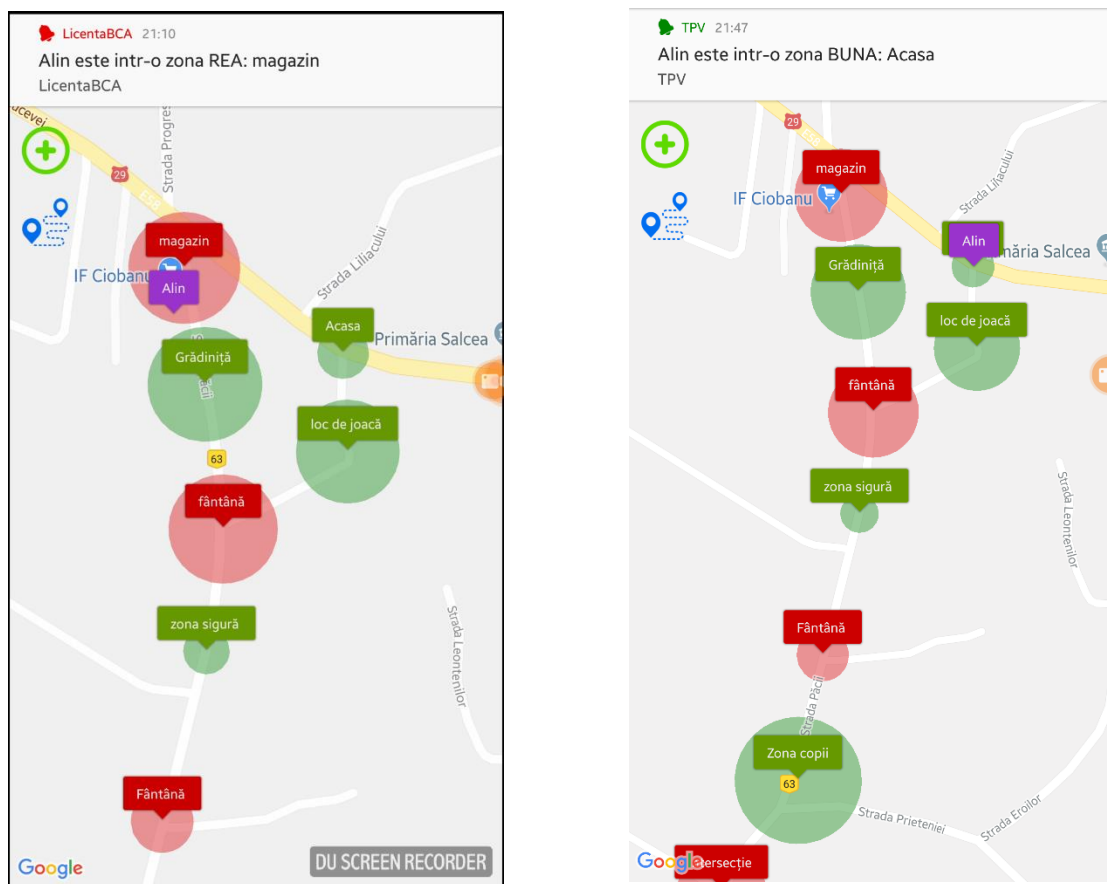 LicentaBCA 21:10
Alin este intr-o zona REA: magazin
LicentaBCA
Strada Progres
29
E58
magazin
IF Ciobanu
Alin
Strada Liliacului
Grădiniță
Acasa
Primăria Salcea
loc de joacă
63
fântână
zona sigură
Strada Leontenilor
Fântână
Google
DU SCREEN RECORDER
TPV 21:47
Alin este intr-o zona BUNA: Acasa
TPV
29
E58
magazin
IF Ciobanu
Strada Liliacului
Alin
măria Salcea
Grădiniță
loc de joacă
fântână
zona sigură
Strada Leontenilor
Fântână
Strada Păcii
Zona copii
63
Strada Prieteniei
Strada Eroilor
Google
ersecție